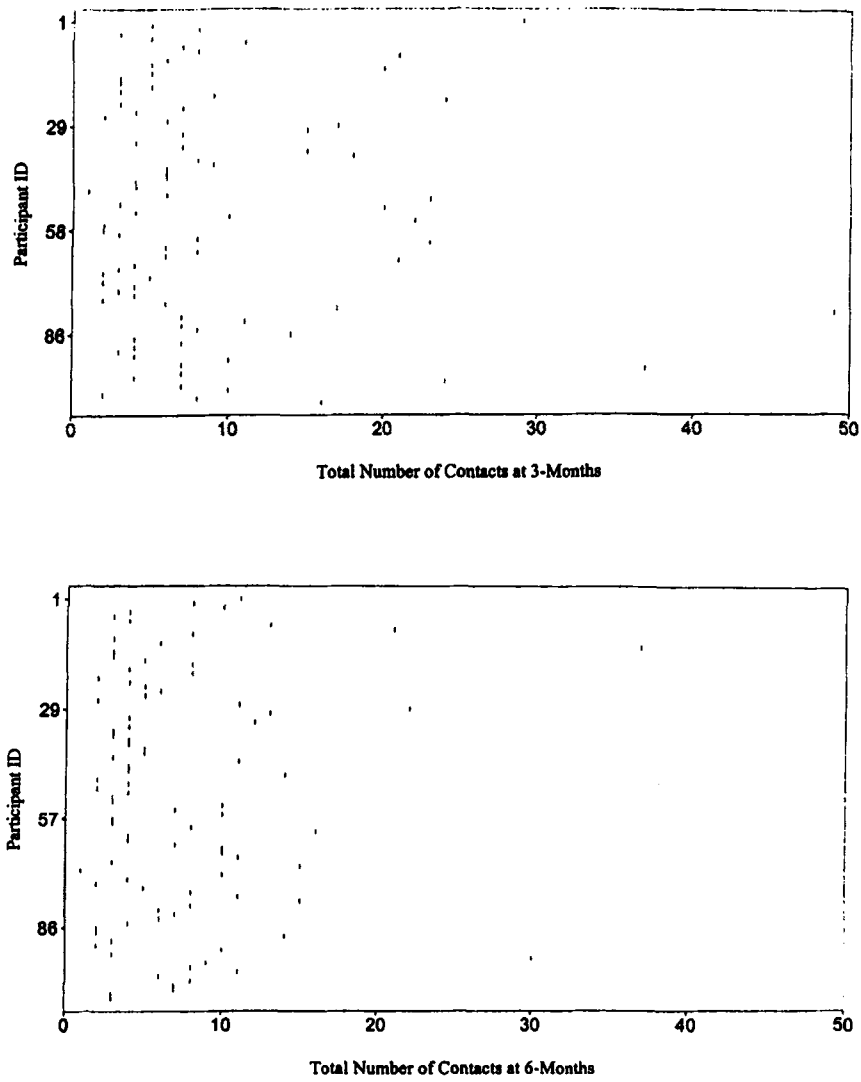 1
29
58
86
Participant ID
0 10 20 30 40 50
Total Number of Contacts at 3-Months
1
29
57
86
Participant ID
0 10 20 30 40 50
Total Number of Contacts at 6-Months